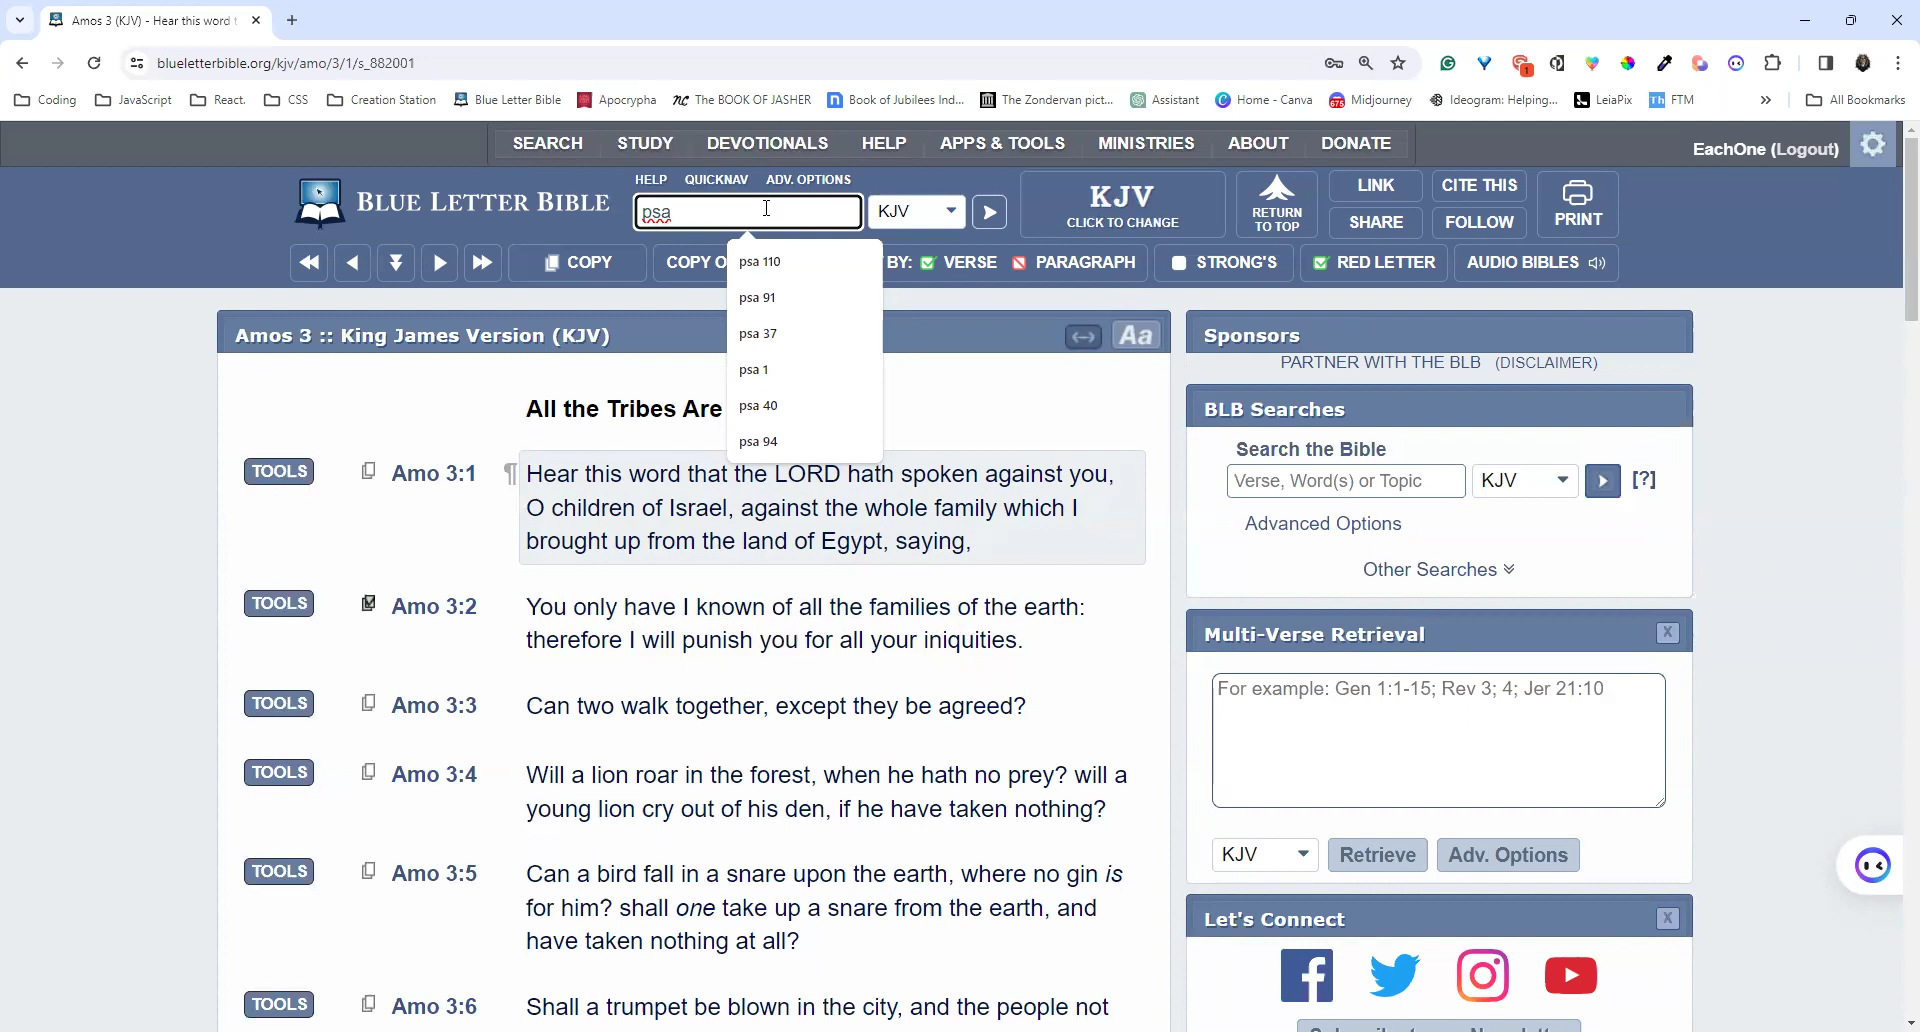 Amos 3 (KJV) - Hear this word t
blueletterbible.org/kjv/amo/3/1/s_882001
1
Coding JavaScript React. CSS Creation Station Blue Letter Bible Apocrypha The BOOK OF JASHER Book of Jubilees Ind... The Zondervan pict... Assistant Home - Canva Midjourney Ideogram: Helping... LeiaPix FTM » All Bookmarks
SEARCH STUDY DEVOTIONALS HELP APPS & TOOLS MINISTRIES ABOUT DONATE
EachOne (Logout)
HELP QUICKNAV ADV. OPTIONS
BLUE LETTER BIBLE
psa
KJV
KJV
CLICK TO CHANGE
RETURN
TO TOP
LINK
CITE THIS
SHARE
FOLLOW
PRINT
COPY COPY O BY: VERSE PARAGRAPH STRONG'S RED LETTER AUDIO BIBLES
psa 110
psa 91
psa 37
psa 1
psa 40
psa 94
Amos 3 :: King James Version (KJV)
Aa
All the Tribes Are
TOOLS Amo 3:1 ¶ Hear this word that the LORD hath spoken against you,
O children of Israel, against the whole family which I
brought up from the land of Egypt, saying,
TOOLS Amo 3:2 You only have I known of all the families of the earth:
therefore I will punish you for all your iniquities.
TOOLS Amo 3:3 Can two walk together, except they be agreed?
TOOLS Amo 3:4 Will a lion roar in the forest, when he hath no prey? will a
young lion cry out of his den, if he have taken nothing?
TOOLS Amo 3:5 Can a bird fall in a snare upon the earth, where no gin is
for him? shall one take up a snare from the earth, and
have taken nothing at all?
TOOLS Amo 3:6 Shall a trumpet be blown in the city, and the people not
Sponsors
PARTNER WITH THE BLB (DISCLAIMER)
BLB Searches
Search the Bible
Verse, Word(s) or Topic KJV [?]
Advanced Options
Other Searches
Multi-Verse Retrieval X
For example: Gen 1:1-15; Rev 3; 4; Jer 21:10
KJV Retrieve Adv. Options
Let's Connect X